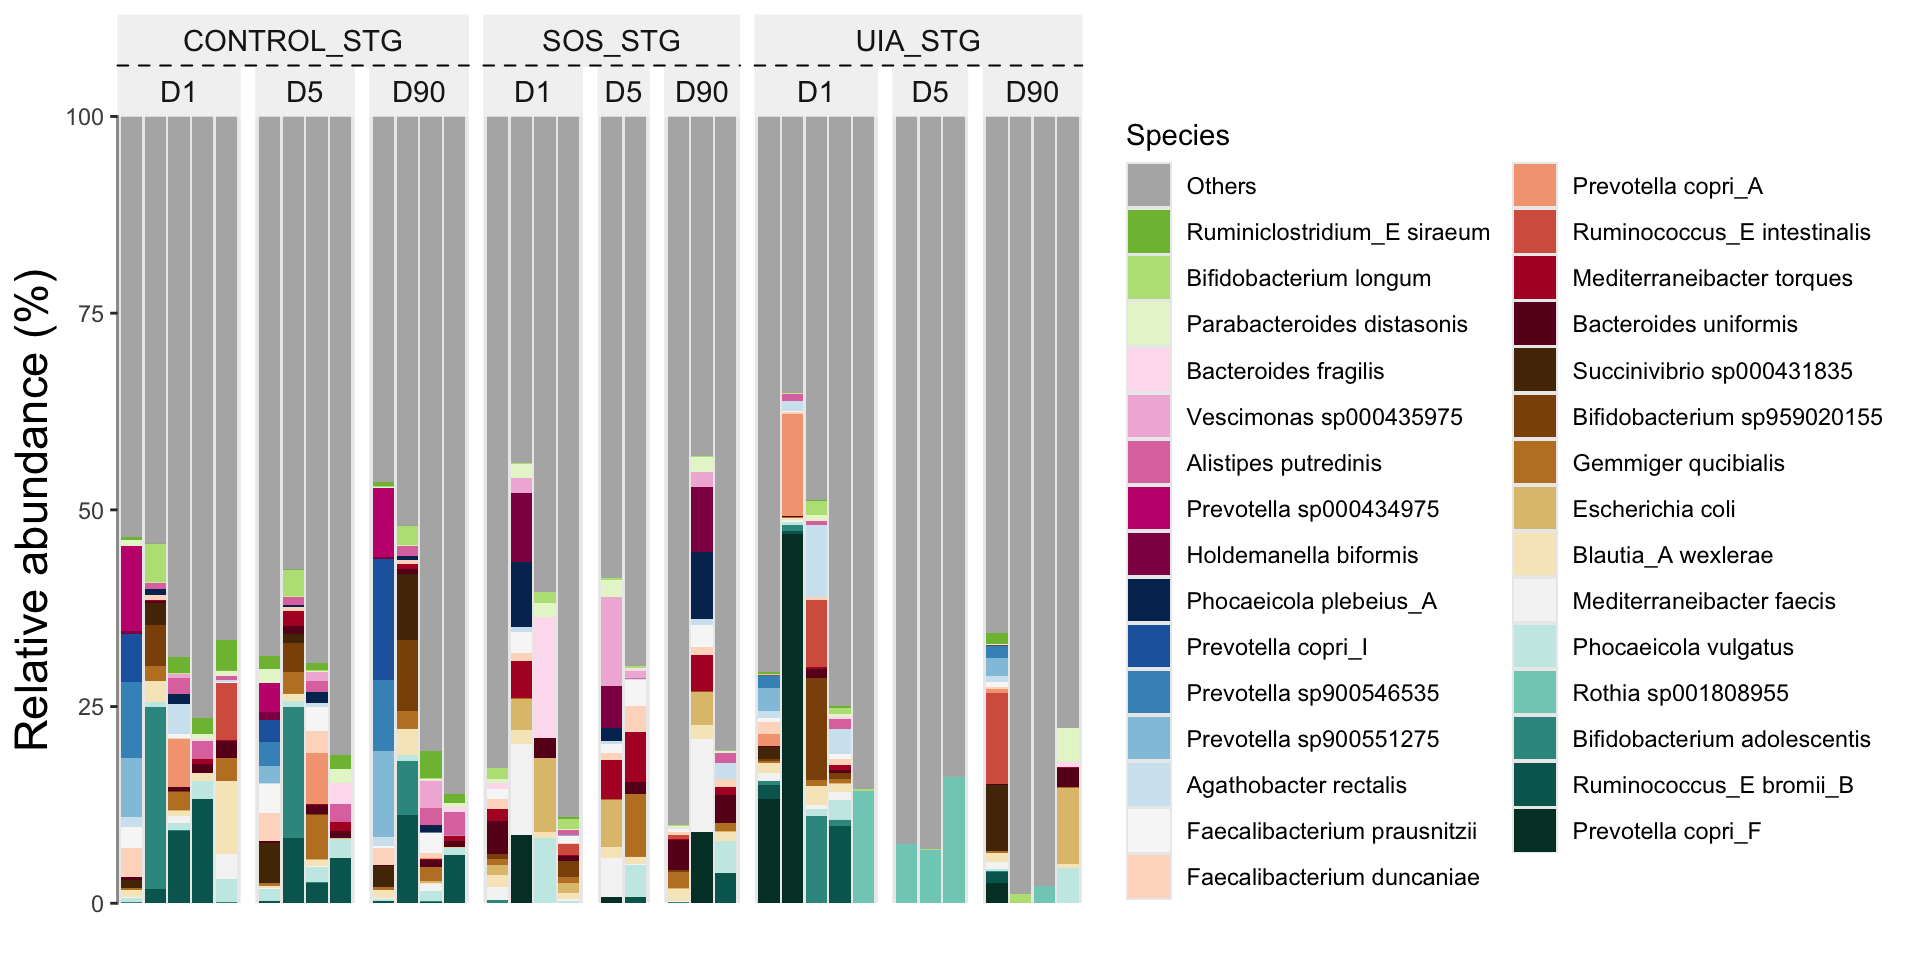 CONTROL_STG
SOS_STG
UIA_STG
D1
D5
D90
D1
D5
D90
D1
D5
D90
Relative abundance (%)
100
75
50
25
0
Species
Others
Ruminiclostridium_E siraeum
Bifidobacterium longum
Parabacteroides distasonis
Bacteroides fragilis
Vescimonas sp000435975
Alistipes putredinis
Prevotella sp000434975
Holdemanella biformis
Phocaeicola plebeius_A
Prevotella copri_I
Prevotella sp900546535
Prevotella sp900551275
Agathobacter rectalis
Faecalibacterium prausnitzii
Faecalibacterium duncaniae
Prevotella copri_A
Ruminococcus_E intestinalis
Mediterraneibacter torques
Bacteroides uniformis
Succinivibrio sp000431835
Bifidobacterium sp959020155
Gemmiger qucibialis
Escherichia coli
Blautia_A wexlerae
Mediterraneibacter faecis
Phocaeicola vulgatus
Rothia sp001808955
Bifidobacterium adolescentis
Ruminococcus_E bromii_B
Prevotella copri_F